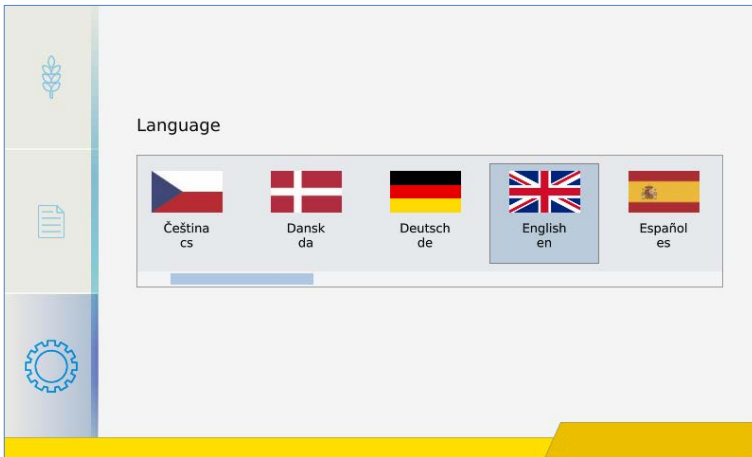 Language
Čeština
cs
Dansk
da
Deutsch
de
English
en
Español
es